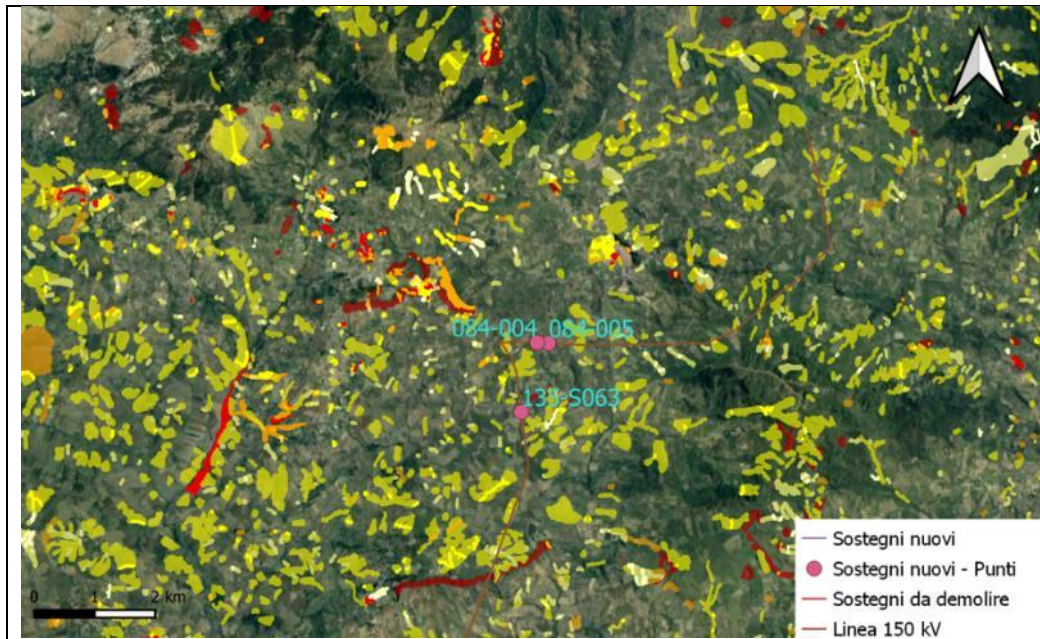 084-004 084-005
135-S063
0 1 2 km
Sostegni nuovi
Sostegni nuovi - Punti
Sostegni da demolire
Linea 150 kV